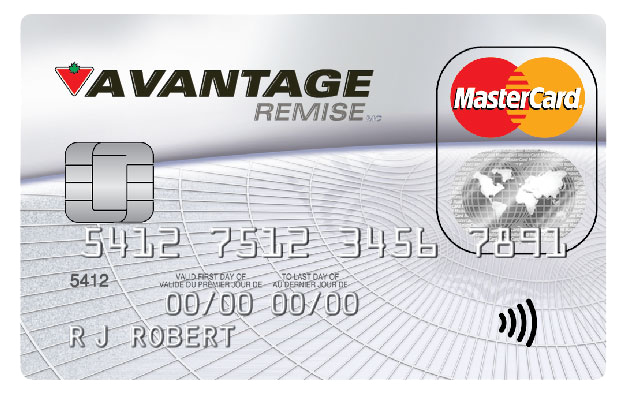 AVANTAGE
REMISE MC
MasterCard
5412 7512 3456 7891
5412
VALID FIRST DAY OF TO LAST DAY OF
VALIDE DU PREMIER JOUR DE AU DERNIER JOUR DE
00/00 00/00
R J ROBERT